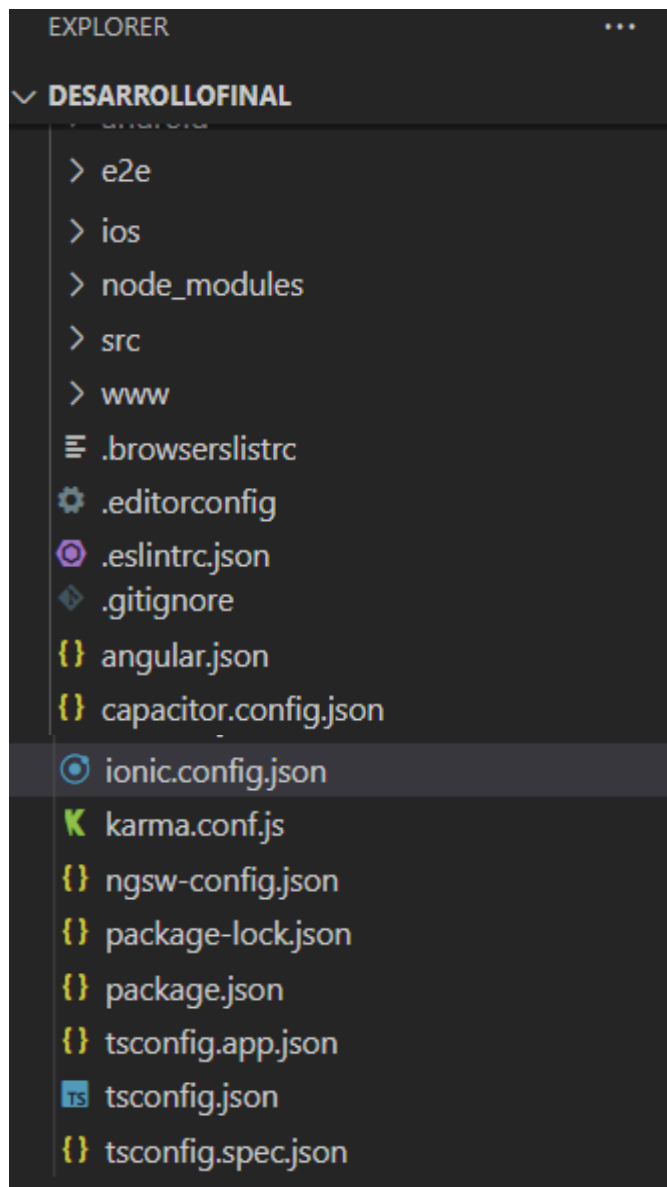 EXPLORER
DESARROLLOFINAL
android
e2e
ios
node_modules
src
www
.browserslistrc
.editorconfig
.eslintrc.json
.gitignore
angular.json
capacitor.config.json
ionic.config.json
karma.conf.js
ngsw-config.json
package-lock.json
package.json
tsconfig.app.json
TS tsconfig.json
tsconfig.spec.json